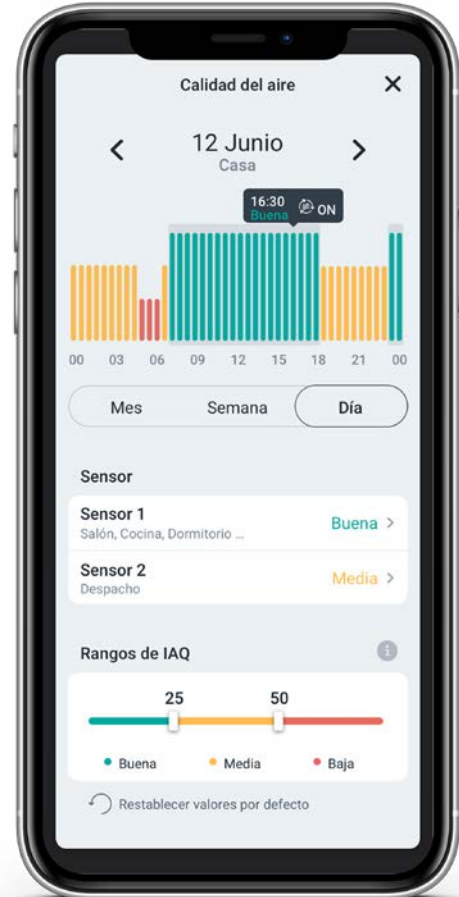 Calidad del aire
12 Junio
Casa
16:30 ON
Buena
00 03 06 09 12 15 18 21 00
Mes Semana Día
Sensor
Sensor 1
Salón, Cocina, Dormitorio ...
Buena
Sensor 2
Despacho
Media
Rangos de IAQ
25 50
Buena Media Baja
Restablecer valores por defecto